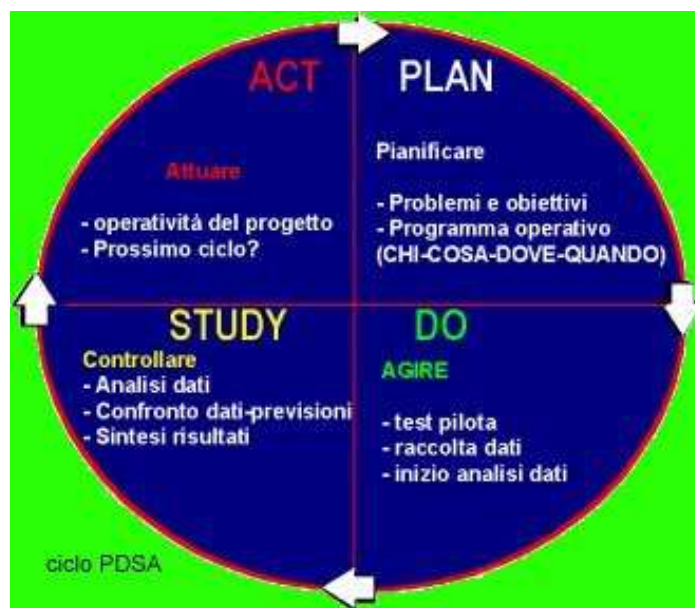 ACT
Attuare
- operatività del progetto
- Prossimo ciclo?
PLAN
Pianificare
- Problemi e obiettivi
- Programma operativo
(CHI-COSA-DOVE-QUANDO)
STUDY
Controllare
- Analisi dati
- Confronto dati-previsioni
- Sintesi risultati
DO
AGIRE
- test pilota
- raccolta dati
- inizio analisi dati
ciclo PDSA